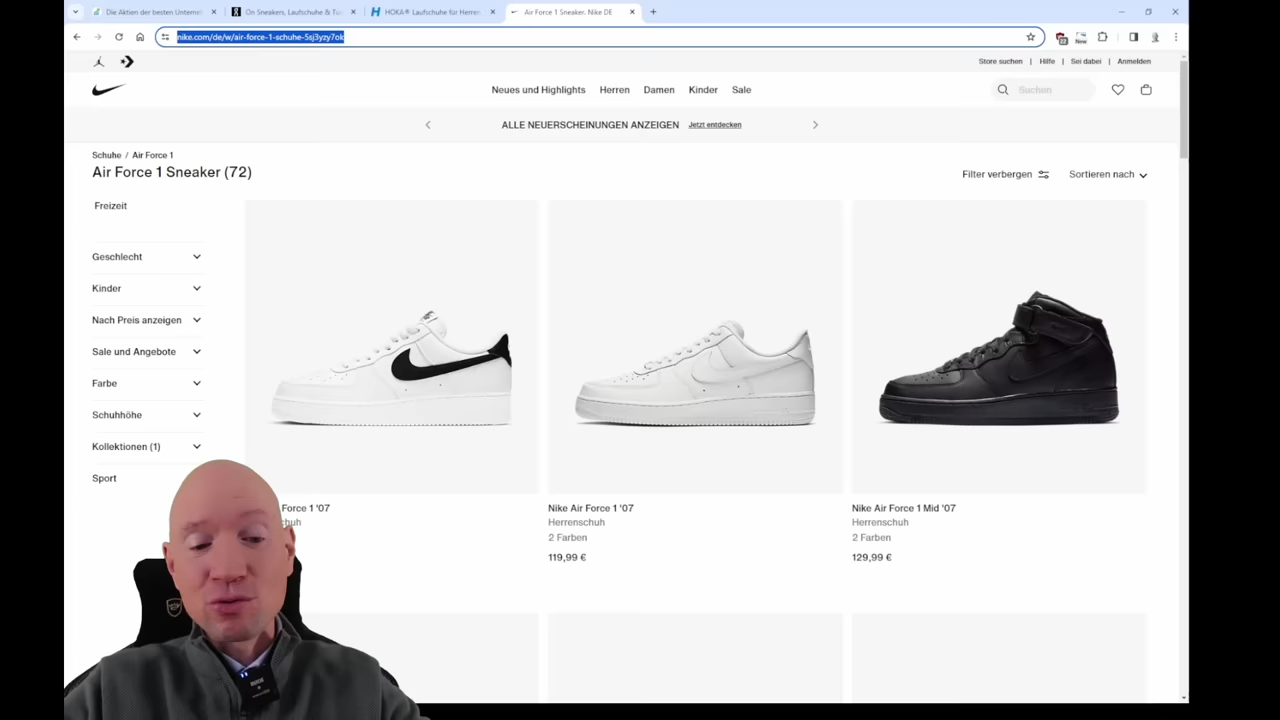 Die Aktien der besten Unterneh
On Sneakers, Laufschuhe & Tur
HOKA® Laufschuhe für Herren
Air Force 1 Sneaker. Nike DE
nike.com/de/w/air-force-1-schuhe-5sj3yzy7ok
New
Store suchen | Hilfe | Sei dabei | Anmelden
Neues und Highlights Herren Damen Kinder Sale
Suchen
ALLE NEUERSCHEINUNGEN ANZEIGEN Jetzt entdecken
Schuhe / Air Force 1
Air Force 1 Sneaker (72)
Filter verbergen Sortieren nach
Freizeit
Geschlecht
Kinder
Nach Preis anzeigen
Sale und Angebote
Farbe
Schuhhöhe
Kollektionen (1)
Sport
Force 1 '07
chuh
Nike Air Force 1 '07
Herrenschuh
2 Farben
119,99 €
Nike Air Force 1 Mid '07
Herrenschuh
2 Farben
129,99 €